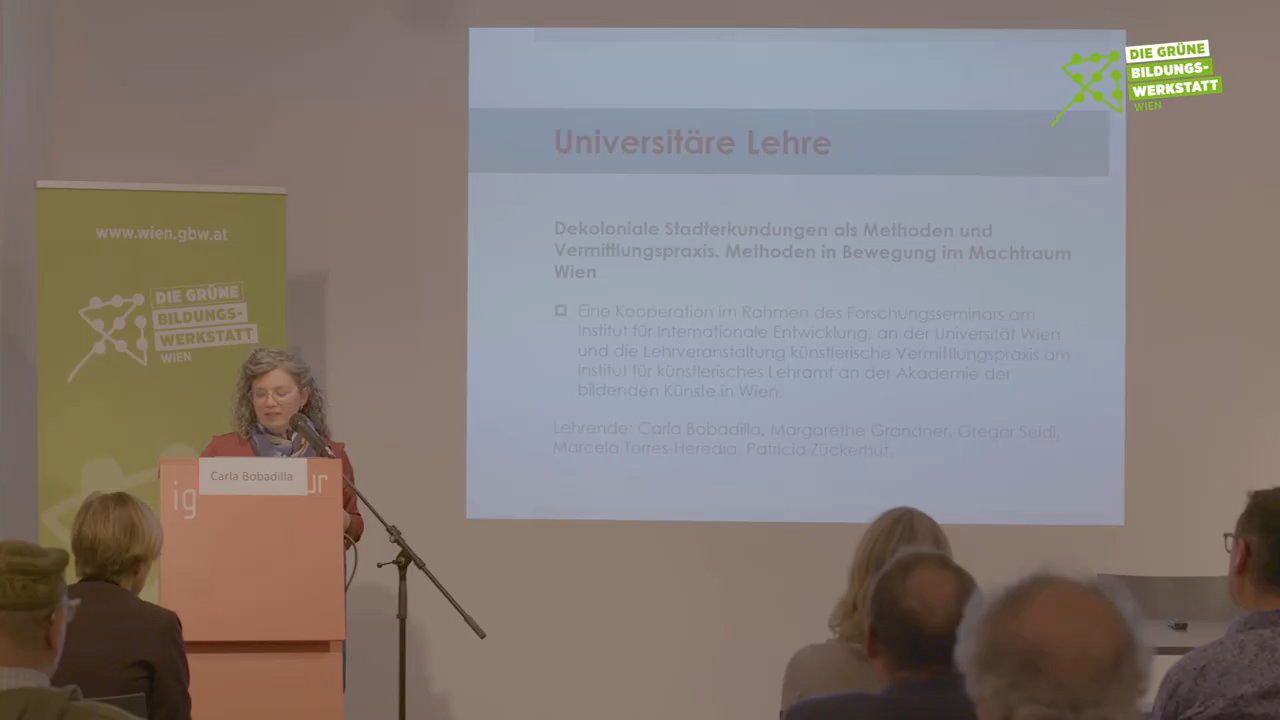 DIE GRÜNE
BILDUNGS-
WERKSTATT
WIEN
Universitäre Lehre
Dekoloniale Stadterkundungen als Methoden und
Vermittlungspraxis. Methoden in Bewegung im Machtraum
Wien
Eine Kooperation im Rahmen des Forschungsseminars am
Institut für Internationale Entwicklung, an der Universität Wien
und die Lehrveranstaltung künstlerische Vermittlungspraxis am
Institut für künstlerisches Lehramt an der Akademie der
bildenden Künste in Wien.
Lehrende: Carla Bobadilla, Margarethe Grandner, Gregor Seidl,
Marcela Torres-Heredia, Patricia Zuckerhut.
www.wien.gbw.at
DIE GRÜNE
BILDUNGS-
WERKSTATT
WIEN
Carla Bobadilla
ig ur